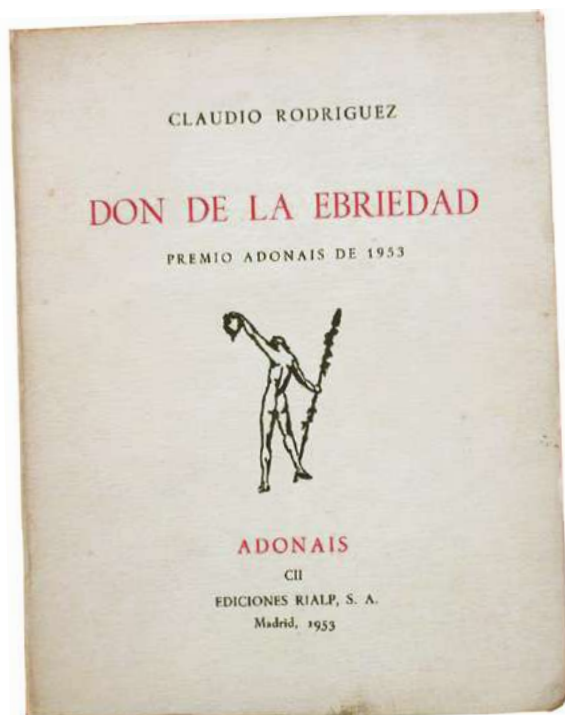 CLAUDIO RODRIGUEZ
DON DE LA EBRIEDAD
PREMIO ADONAIS DE 1953
ADONAIS
CII
EDICIONES RIALP, S. A.
Madrid, 1953